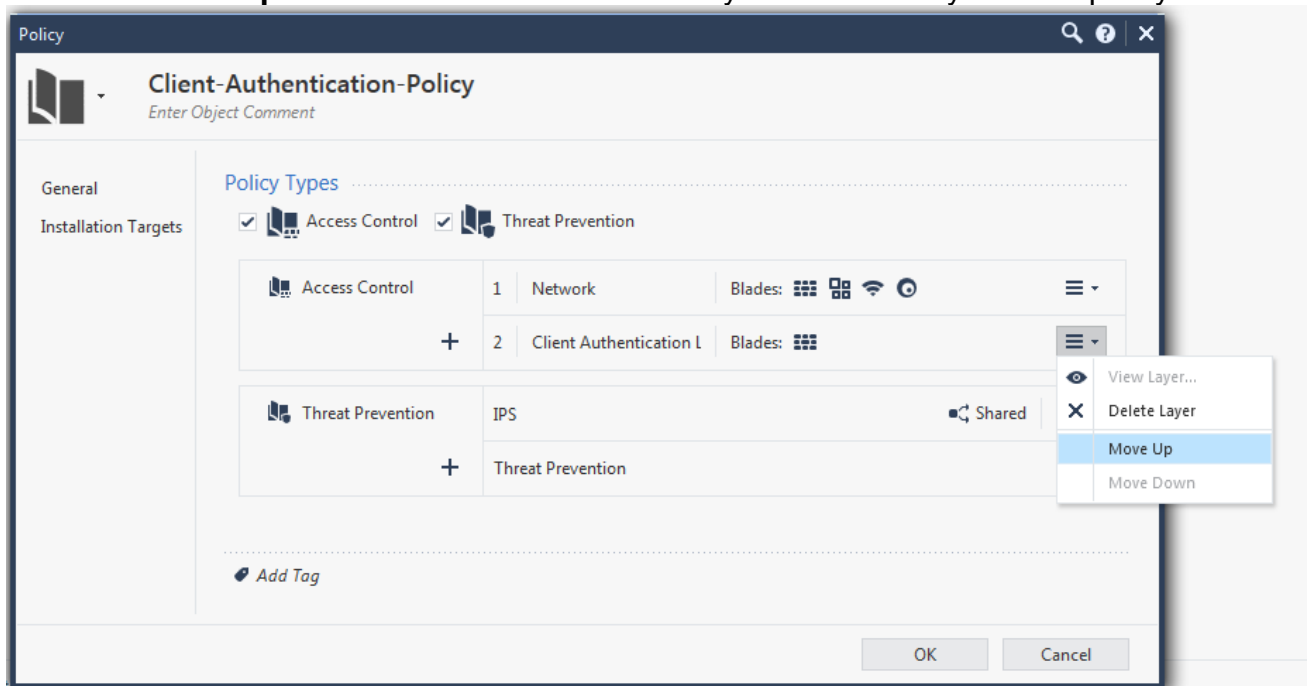 Policy
Client-Authentication-Policy
Enter Object Comment
General
Installation Targets
Policy Types
Access Control
Threat Prevention
Access Control
1 Network Blades:
2 Client Authentication L Blades:
View Layer...
Delete Layer
Move Up
Move Down
Threat Prevention
IPS Shared
Threat Prevention
Add Tag
OK Cancel